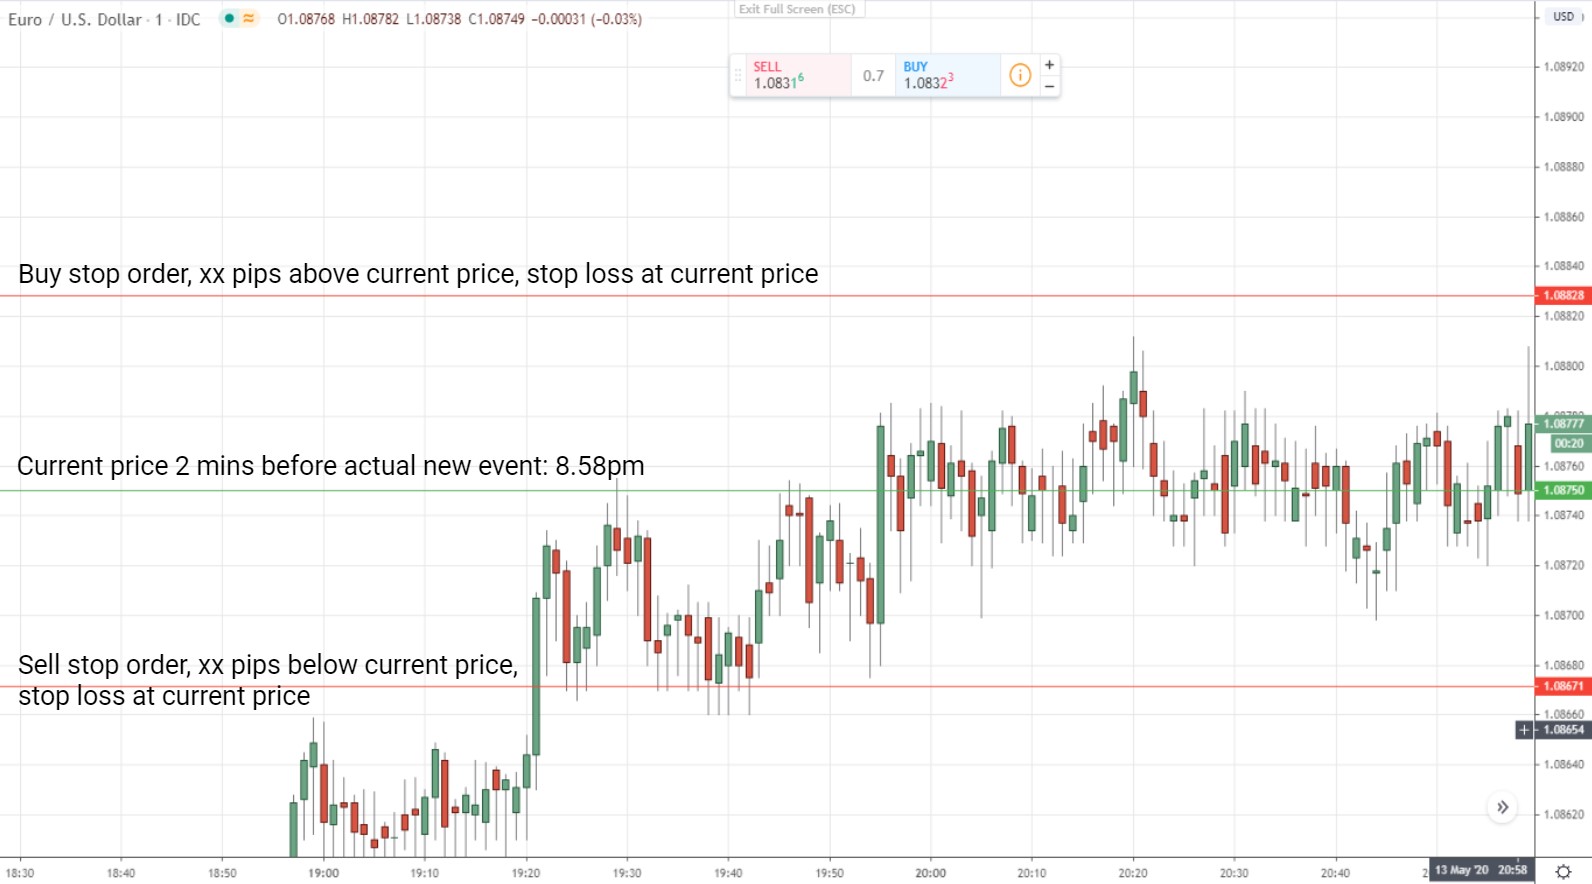 Exit Full Screen (ESC)
Euro / U.S. Dollar · 1 · IDC O1.08768 H1.08782 L1.08738 C1.08749 −0.00031 (−0.03%)
USD
SELL
1.08316
0.7
BUY
1.08323
+
−
1.08920
1.08900
1.08880
1.08860
1.08840
Buy stop order, xx pips above current price, stop loss at current price
1.08828
1.08820
1.08800
1.08777
00:20
1.08760
Current price 2 mins before actual new event: 8.58pm
1.08750
1.08740
1.08720
1.08700
1.08680
Sell stop order, xx pips below current price,
stop loss at current price
1.08671
1.08660
+ 1.08654
1.08640
1.08620
18:30 18:40 18:50 19:00 19:10 19:20 19:30 19:40 19:50 20:00 20:10 20:20 20:30 20:40 13 May '20 20:58